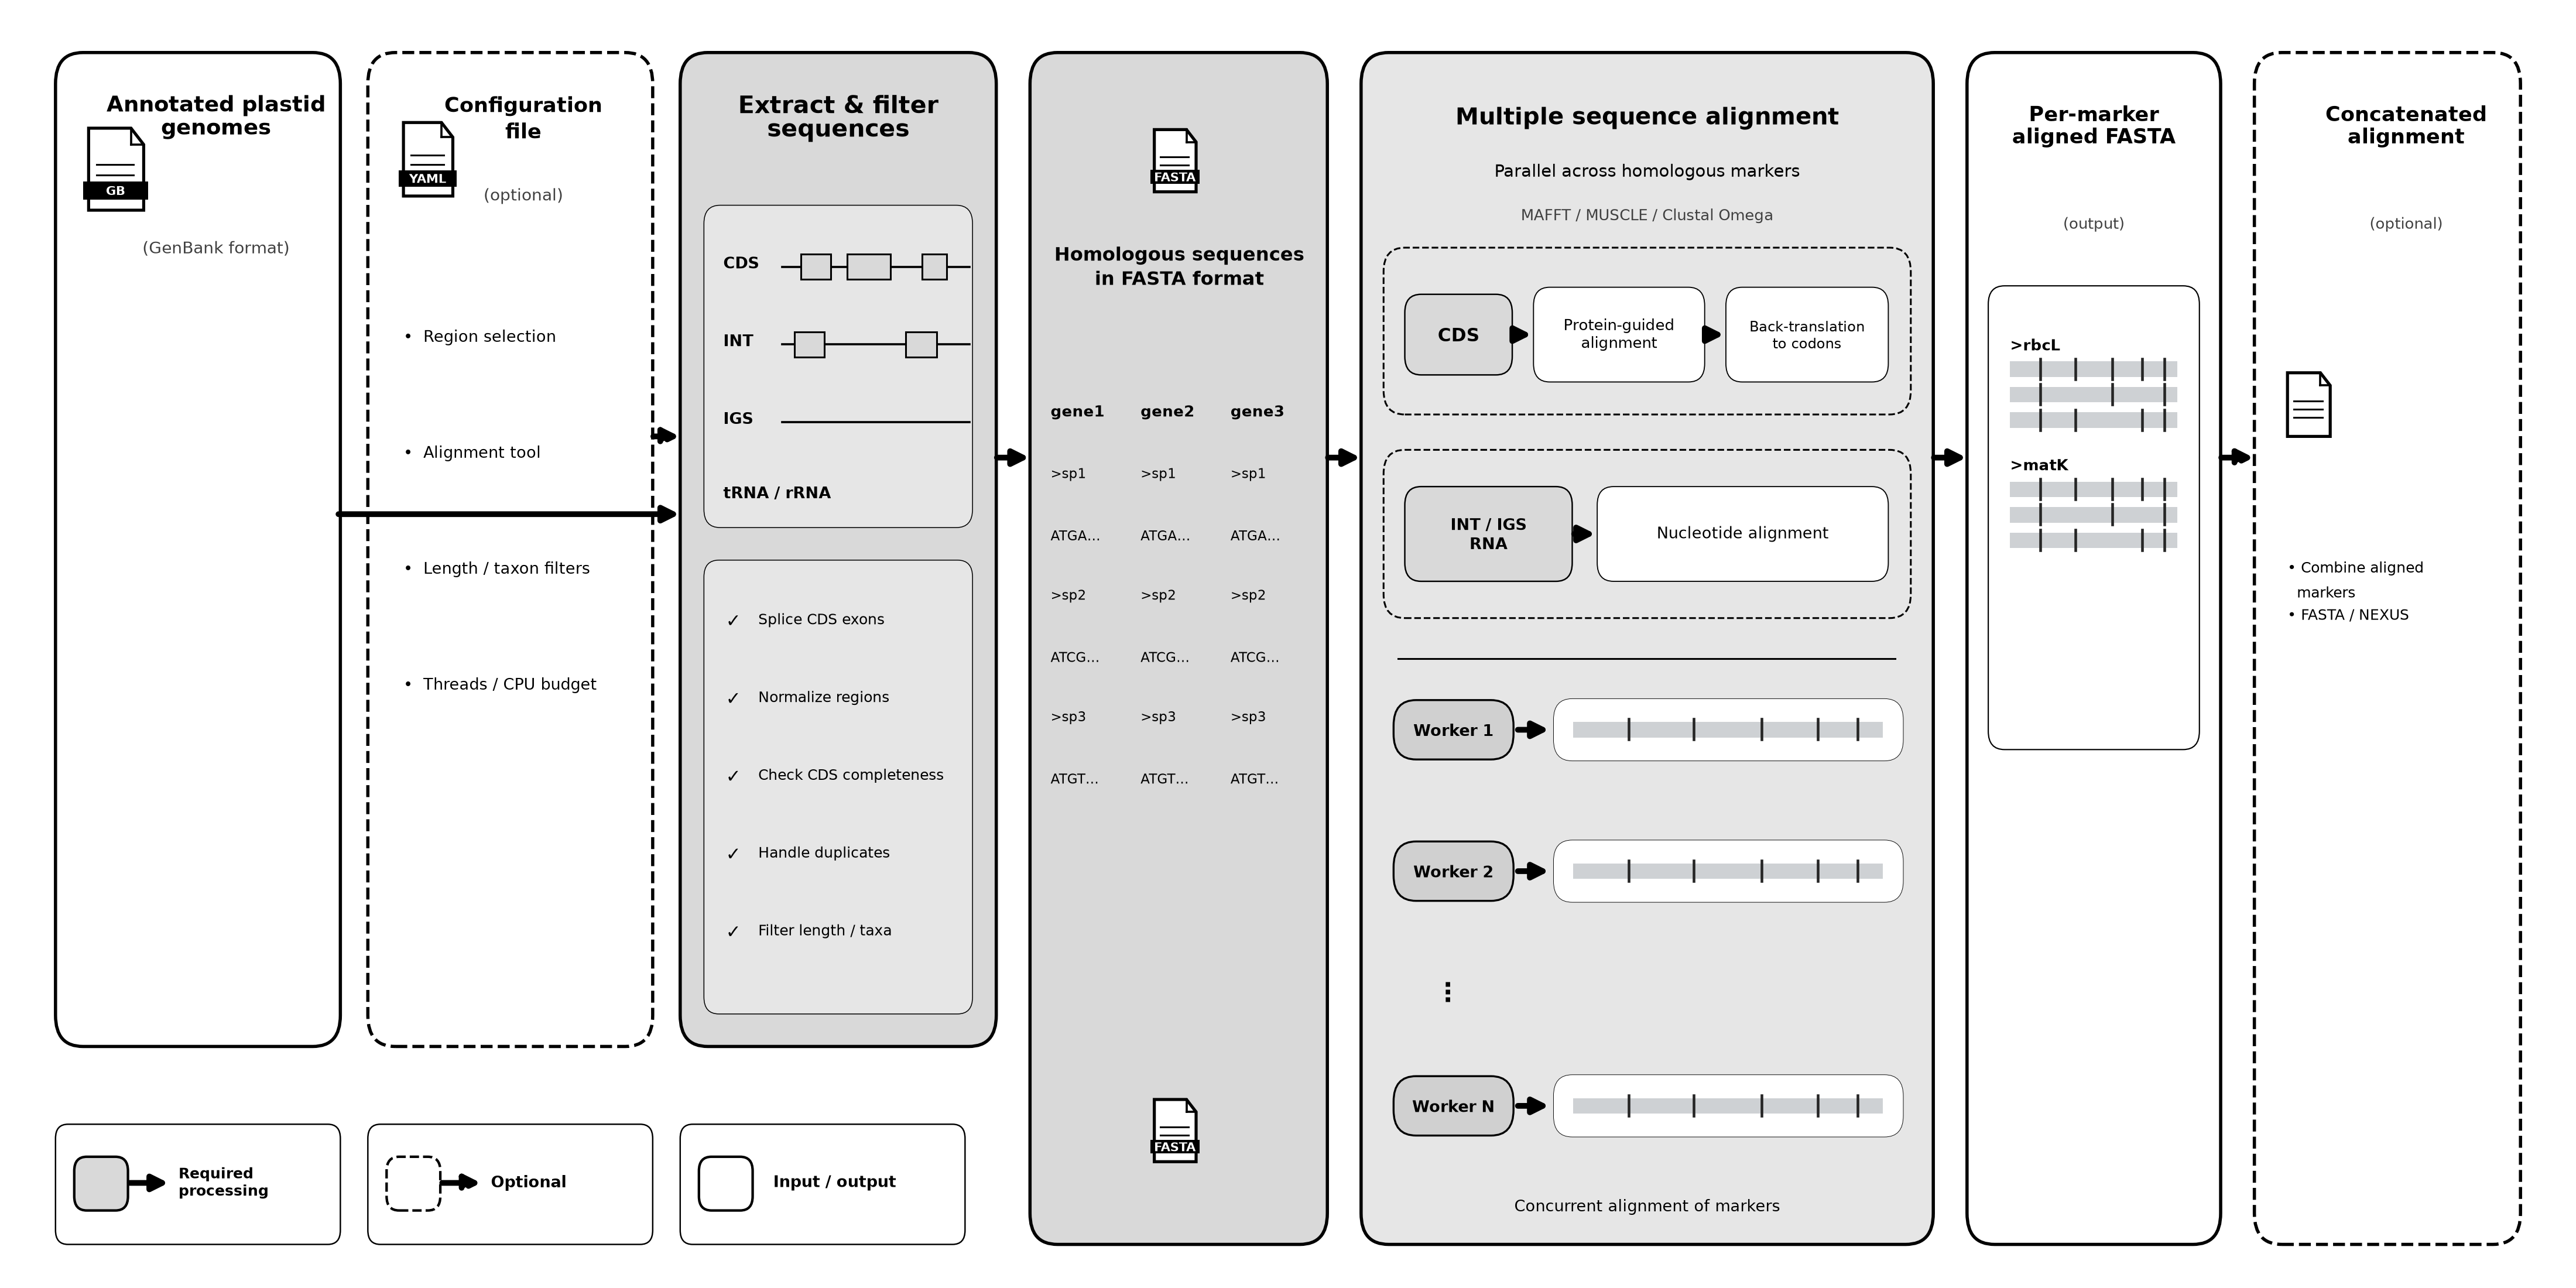 Annotated plastid
genomes
GB
(GenBank format)
Configuration
file
YAML
(optional)
• Region selection
• Alignment tool
• Length / taxon filters
• Threads / CPU budget
Extract & filter
sequences
CDS
INT
IGS
tRNA / rRNA
✓ Splice CDS exons
✓ Normalize regions
✓ Check CDS completeness
✓ Handle duplicates
✓ Filter length / taxa
FASTA
Homologous sequences
in FASTA format
gene1 gene2 gene3
>sp1 >sp1 >sp1
ATGA... ATGA... ATGA...
>sp2 >sp2 >sp2
ATCG... ATCG... ATCG...
>sp3 >sp3 >sp3
ATGT... ATGT... ATGT...
FASTA
Multiple sequence alignment
Parallel across homologous markers
MAFFT / MUSCLE / Clustal Omega
CDS
Protein-guided
alignment
Back-translation
to codons
INT / IGS
RNA
Nucleotide alignment
Worker 1
Worker 2
⋮
Worker N
Concurrent alignment of markers
Per-marker
aligned FASTA
(output)
>rbcL
>matK
Concatenated
alignment
(optional)
• Combine aligned
markers
• FASTA / NEXUS
Required
processing
Optional
Input / output